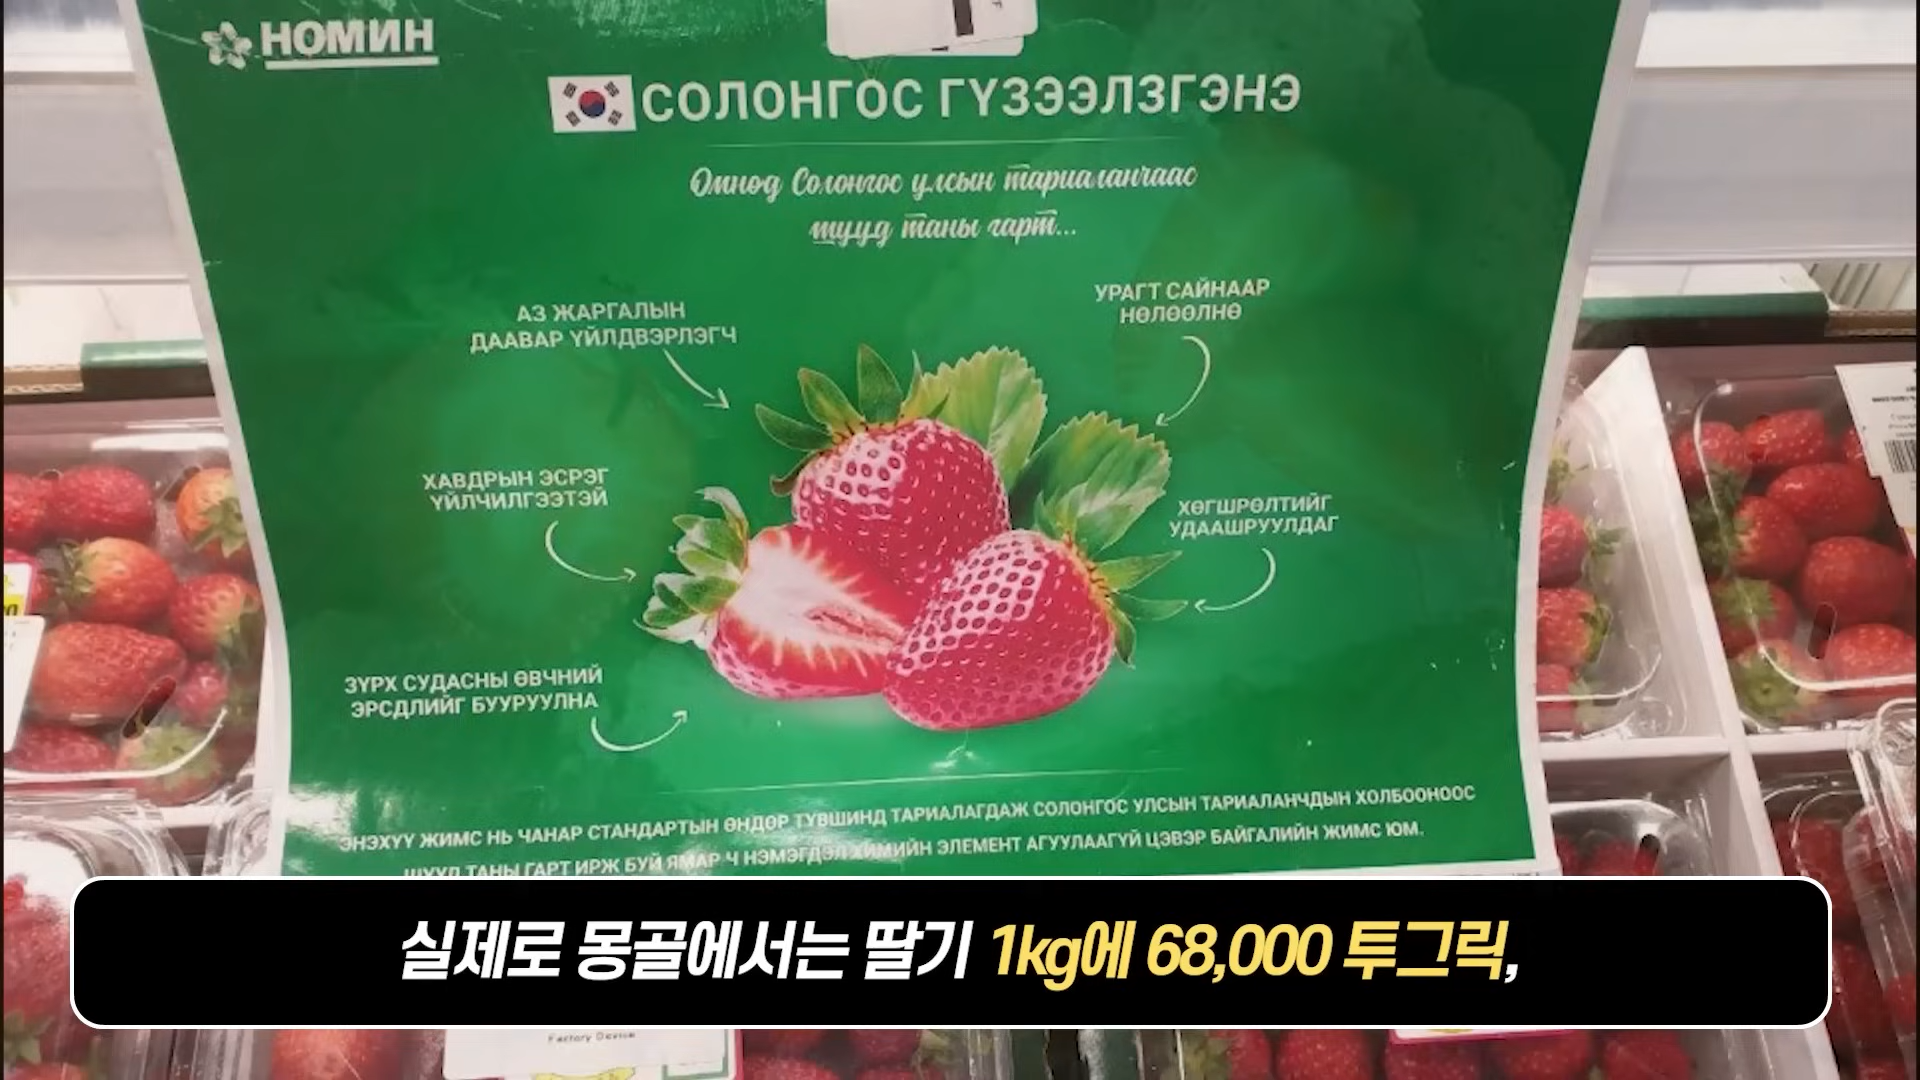 НОМИН
СОЛОНГОС ГҮЗЭЭЛЗГЭНЭ
Өмнөд Солонгос улсын тариаланчаас
шууд таны гарт...
АЗ ЖАРГАЛЫН
ДААВАР ҮЙЛДВЭРЛЭГЧ
УРАГТ САЙНААР
НӨЛӨӨЛНӨ
ХАВДРЫН ЭСРЭГ
ҮЙЛЧИЛГЭЭТЭЙ
ХӨГШРӨЛТИЙГ
УДААШРУУЛДАГ
ЗҮРХ СУДАСНЫ ӨВЧНИЙ
ЭРСДЛИЙГ БУУРУУЛНА
ЭНЭХҮҮ ЖИМС НЬ ЧАНАР СТАНДАРТЫН ӨНДӨР ТҮВШИНД ТАРИАЛАГДАЖ СОЛОНГОС УЛСЫН ТАРИАЛАНЧДЫН ХОЛБООНООС
ШУУД ТАНЫ ГАРТ ИРЖ БУЙ ЯМАР Ч НЭМЭГДЭЛ ХИМИЙН ЭЛЕМЕНТ АГУУЛААГҮЙ ЦЭВЭР БАЙГАЛИЙН ЖИМС ЮМ.
실제로 몽골에서는 딸기 1kg에 68,000 투그릭,
Factory Device